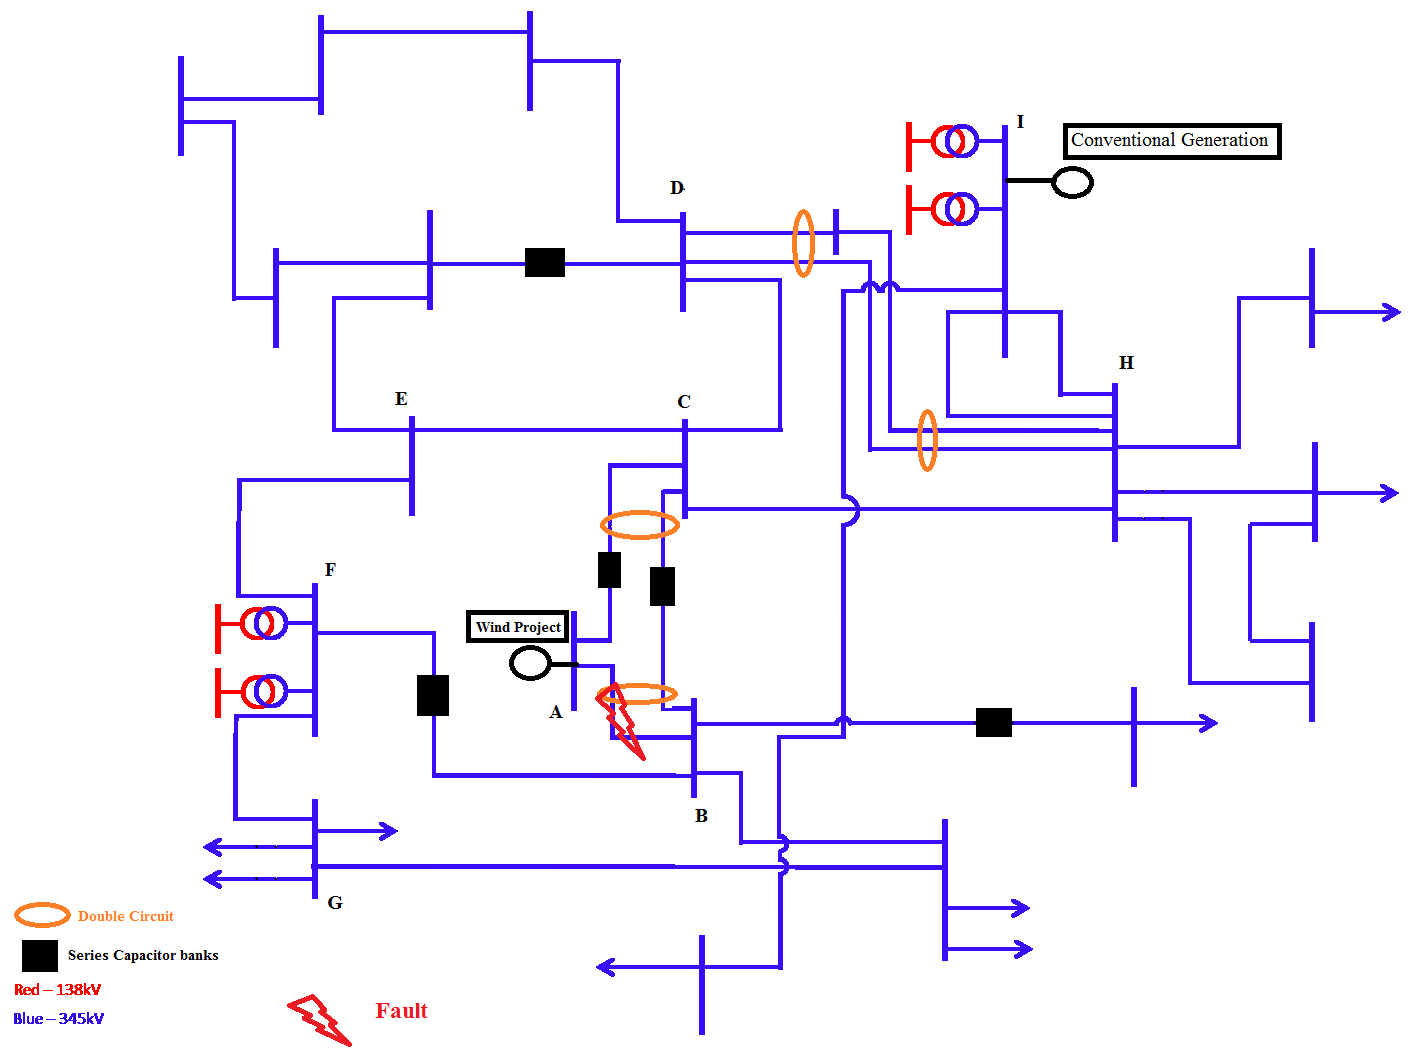 I
Conventional Generation
D
H
E
C
F
Wind Project
A
B
G
Double Circuit
Series Capacitor banks
Red – 138kV
Blue – 345kV
Fault